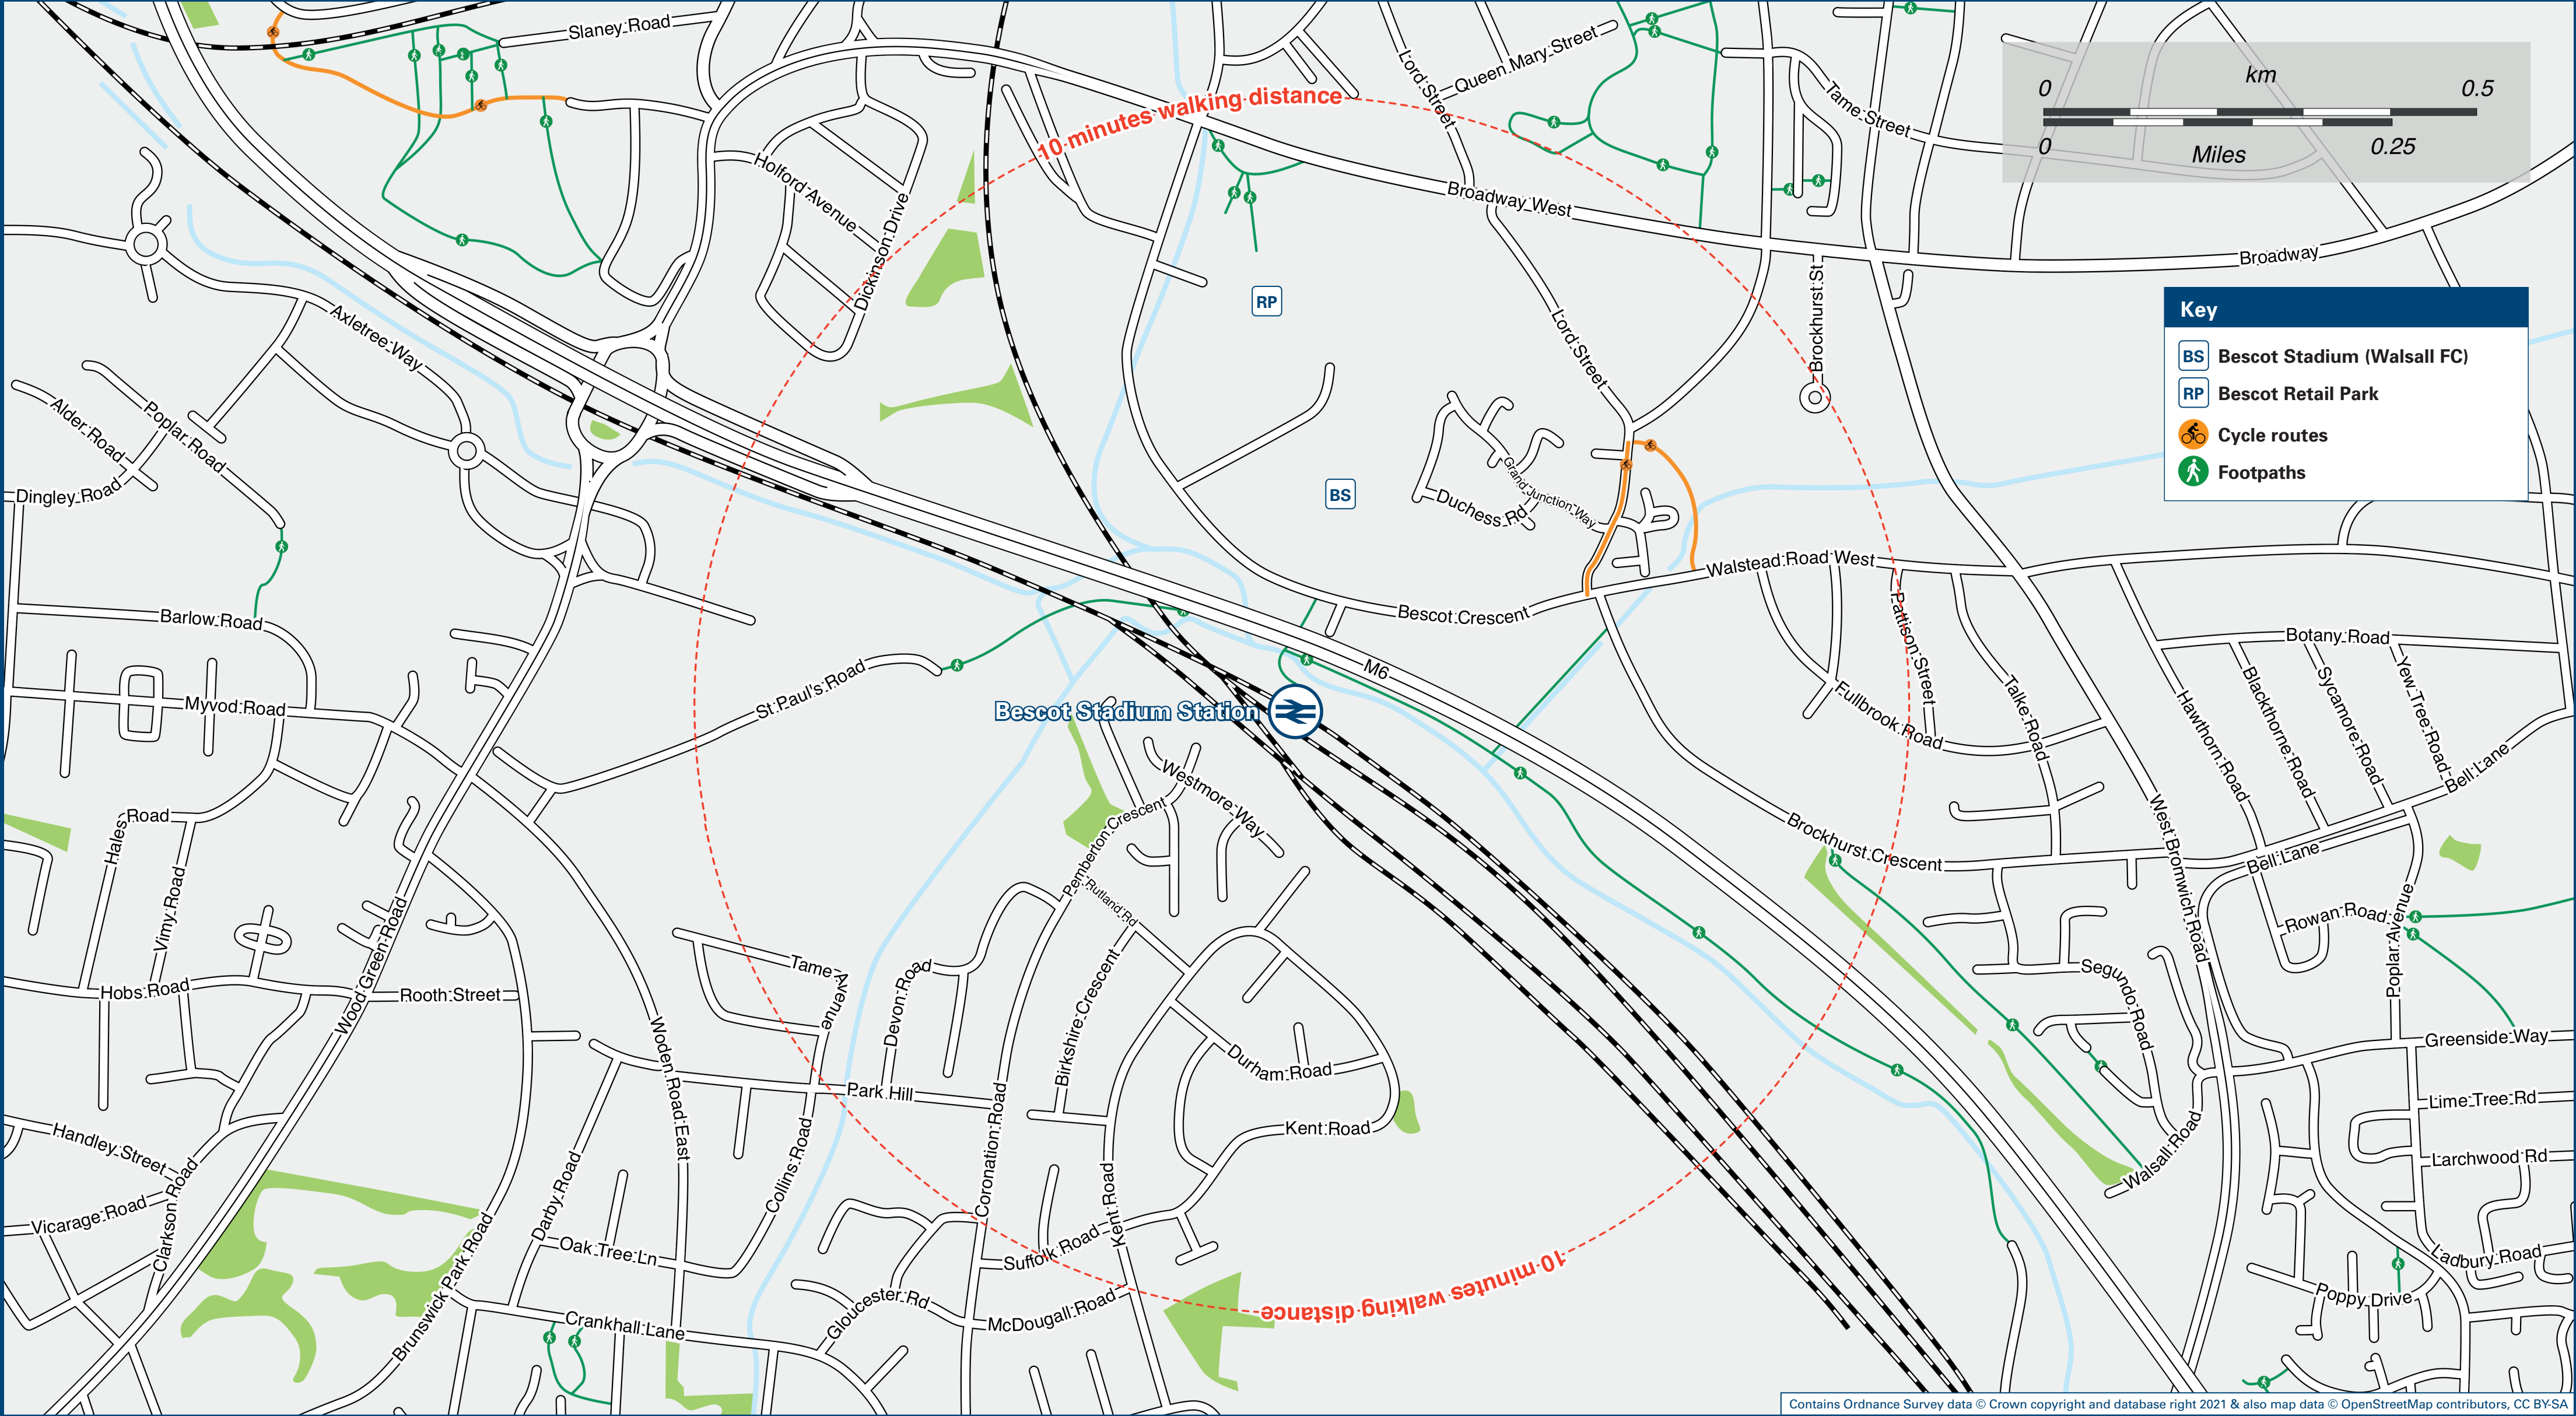 Slaney Road
Lord Street
Queen Mary Street
Tame Street
0 km 0.5
0 Miles 0.25
10 minutes walking distance
Holford Avenue
Dickinson Drive
Broadway West
Broadway
Brockhurst St
RP
Lord Street
Key
BS Bescot Stadium (Walsall FC)
RP Bescot Retail Park
Cycle routes
Footpaths
Axletree Way
Alder Road
Poplar Road
Dingley Road
BS
Grand Junction Way
Duchess Rd
Walstead Road West
Bescot Crescent
Pattison Street
Barlow Road
Botany Road
M6
St Paul's Road
Myvod Road
Bescot Stadium Station
Fullbrook Road
Talke Road
Hawthorn Road
Blackthorne Road
Sycamore Road
Yew Tree Road
Bell Lane
Westmore Way
Pemberton Crescent
Hales Road
Vimy Road
Brockhurst Crescent
West Bromwich Road
Bell Lane
Rutland Rd
Rowan Road
Poplar Avenue
Wood Green Road
Hobs Road
Rooth Street
Tame Avenue
Devon Road
Birkshire Crescent
Segundo Road
Woden Road East
Durham Road
Greenside Way
Park Hill
Coronation Road
Kent Road
Lime Tree Rd
Handley Street
Larchwood Rd
Walsall Road
Vicarage Road
Clarkson Road
Darby Road
Collins Road
Kent Road
Oak Tree Ln
Suffolk Road
Brunswick Park Road
Ladbury Road
Poppy Drive
10 minutes walking distance
Gloucester Rd
McDougall Road
Crankhall Lane
Contains Ordnance Survey data © Crown copyright and database right 2021 & also map data © OpenStreetMap contributors, CC BY-SA